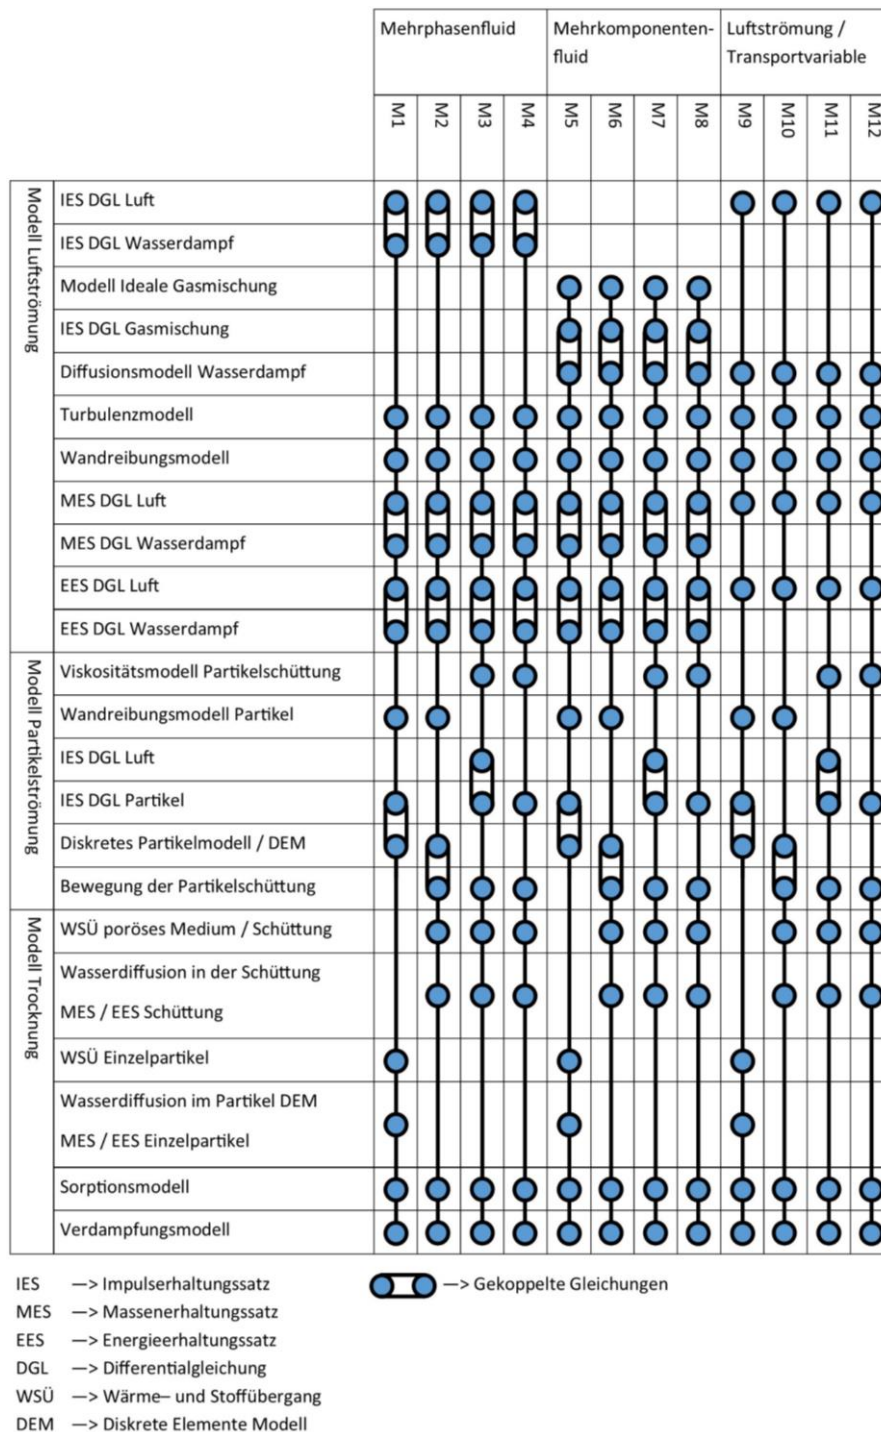 Mehrphasenfluid
Mehrkomponenten-
fluid
Luftströmung /
Transportvariable
M1
M2
M3
M4
M5
M6
M7
M8
M9
M10
M11
M12
Modell Luftströmung
IES DGL Luft
IES DGL Wasserdampf
Modell Ideale Gasmischung
IES DGL Gasmischung
Diffusionsmodell Wasserdampf
Turbulenzmodell
Wandreibungsmodell
MES DGL Luft
MES DGL Wasserdampf
EES DGL Luft
EES DGL Wasserdampf
Modell Partikelströmung
Viskositätsmodell Partikelschüttung
Wandreibungsmodell Partikel
IES DGL Luft
IES DGL Partikel
Diskretes Partikelmodell / DEM
Bewegung der Partikelschüttung
Modell Trocknung
WSÜ poröses Medium / Schüttung
Wasserdiffusion in der Schüttung
MES / EES Schüttung
WSÜ Einzelpartikel
Wasserdiffusion im Partikel DEM
MES / EES Einzelpartikel
Sorptionsmodell
Verdampfungsmodell
IES —> Impulserhaltungssatz
MES —> Massenerhaltungssatz
EES —> Energieerhaltungssatz
DGL —> Differentialgleichung
WSÜ —> Wärme– und Stoffübergang
DEM —> Diskrete Elemente Modell
—> Gekoppelte Gleichungen